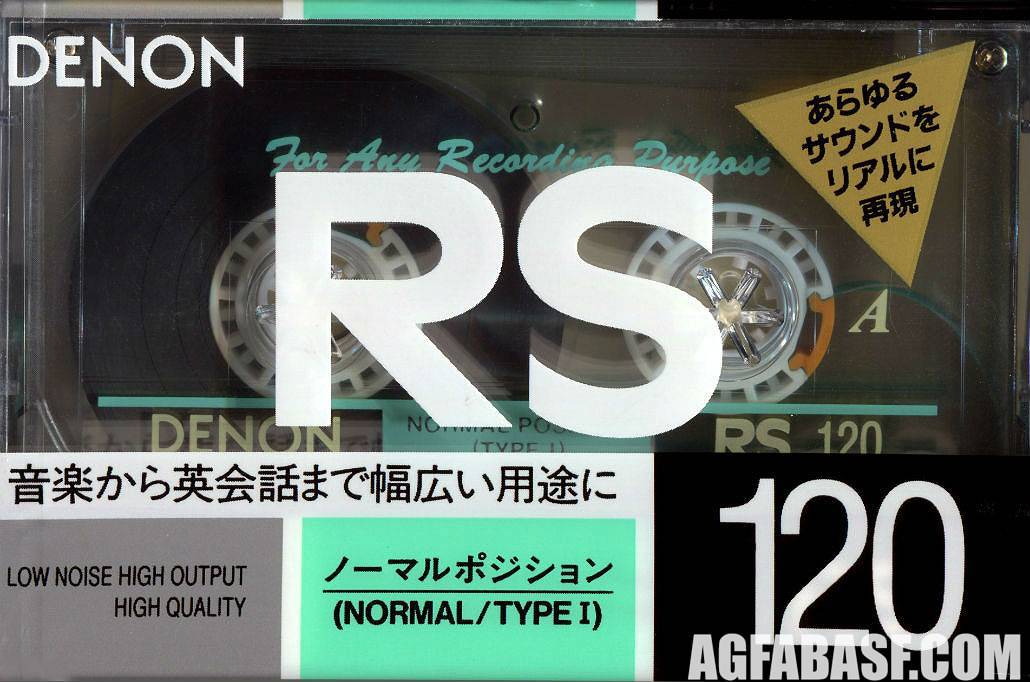 DENON
あらゆる
サウンドを
リアルに
再現
For Any Recording Purpose
RS
A
DENON
NORMAL POS
(TYPE I)
RS 120
音楽から英会話まで幅広い用途に
120
LOW NOISE HIGH OUTPUT
HIGH QUALITY
ノーマルポジション
(NORMAL/TYPE I)
AGFABASF.COM